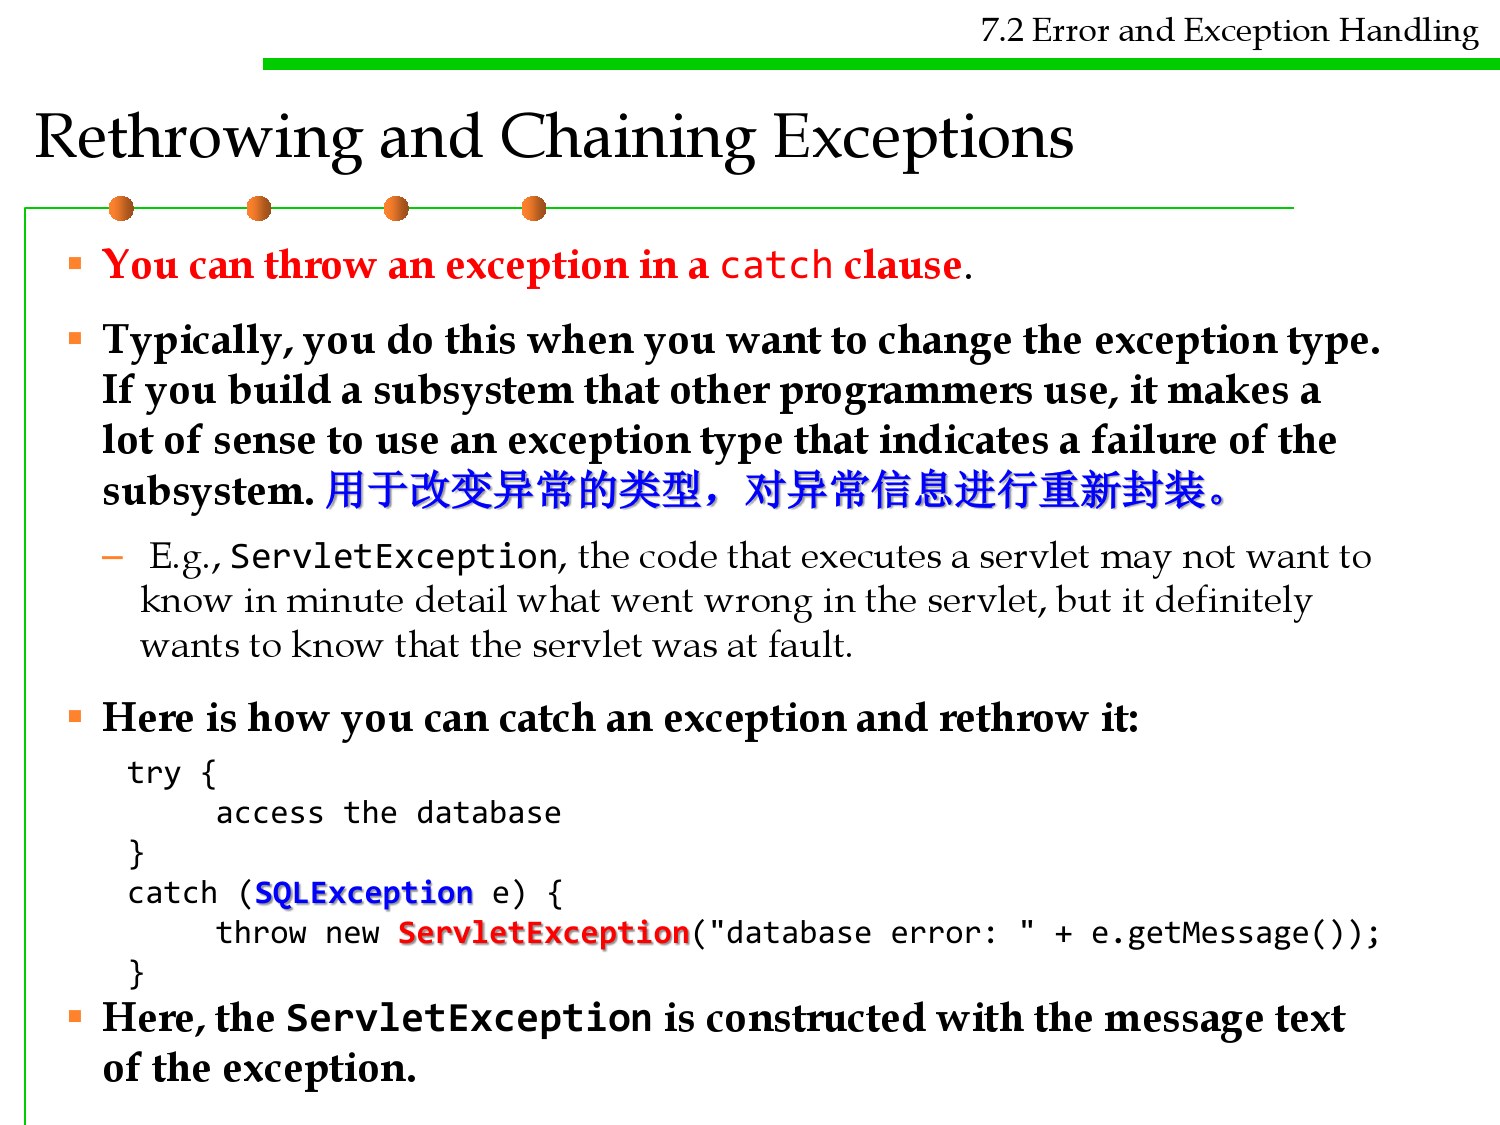 7.2 Error and Exception Handling
Rethrowing and Chaining Exceptions
You can throw an exception in a catch clause.
Typically, you do this when you want to change the exception type.
If you build a subsystem that other programmers use, it makes a
lot of sense to use an exception type that indicates a failure of the
subsystem. 用于改变异常的类型，对异常信息进行重新封装。
– E.g., ServletException, the code that executes a servlet may not want to
know in minute detail what went wrong in the servlet, but it definitely
wants to know that the servlet was at fault.
Here is how you can catch an exception and rethrow it:
try {
access the database
}
catch (SQLException e) {
throw new ServletException("database error: " + e.getMessage());
}
Here, the ServletException is constructed with the message text
of the exception.